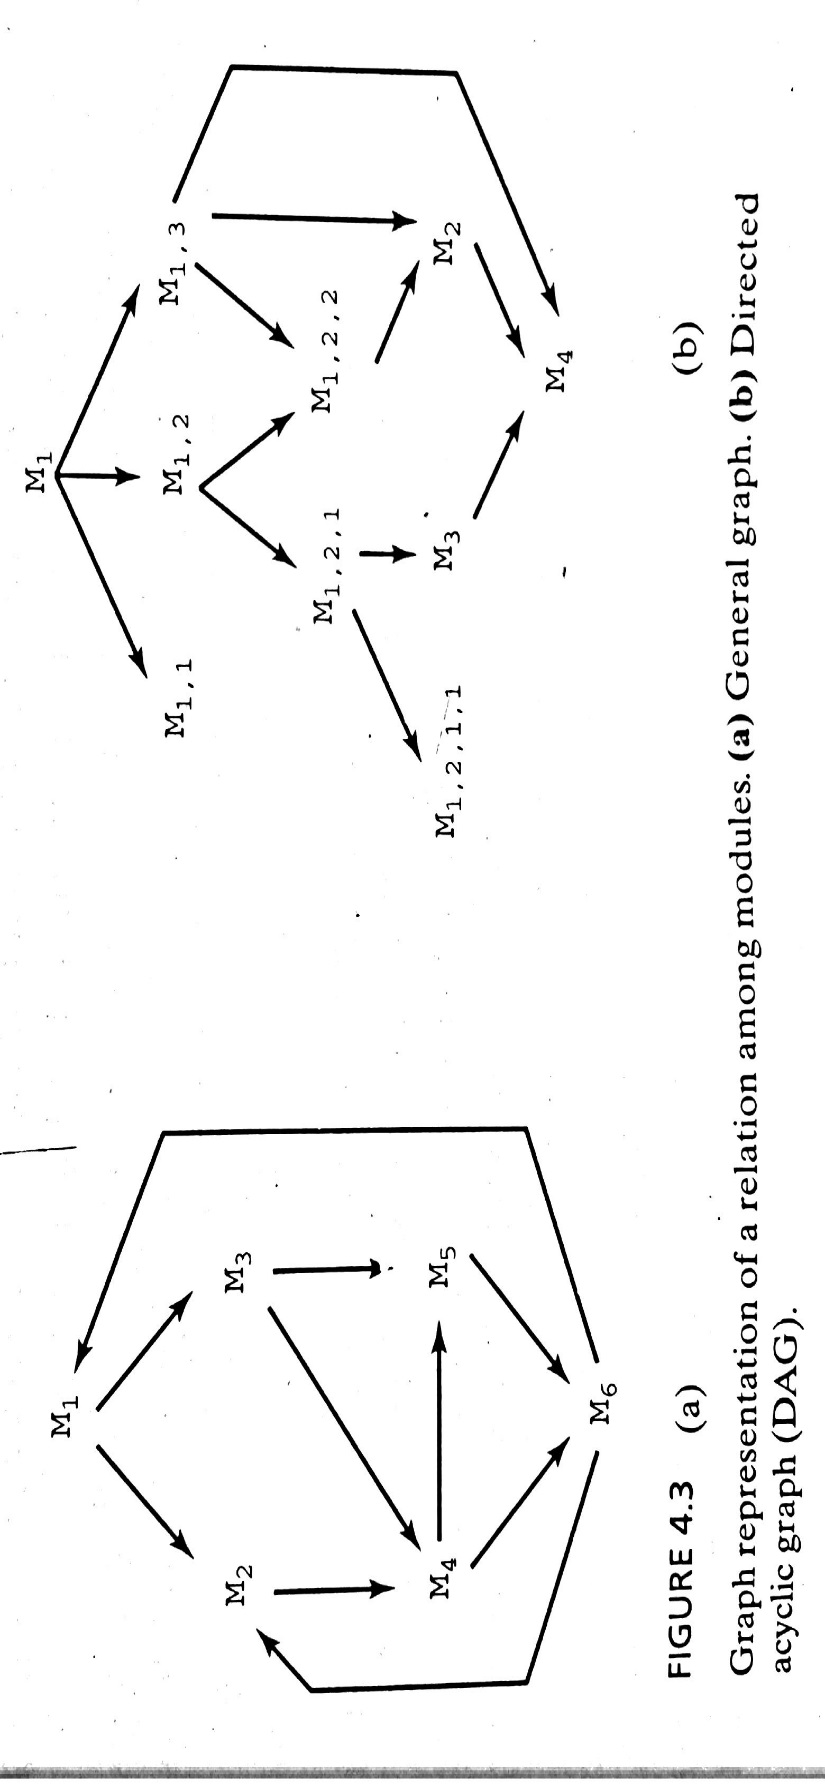 M1
M2
M3
M4
M5
M6
(a)
M1
M1,1
M1,2
M1,3
M1,2,1
M1,2,2
M1,2,1,1
M3
M2
M4
(b)
FIGURE 4.3
Graph representation of a relation among modules. (a) General graph. (b) Directed
acyclic graph (DAG).